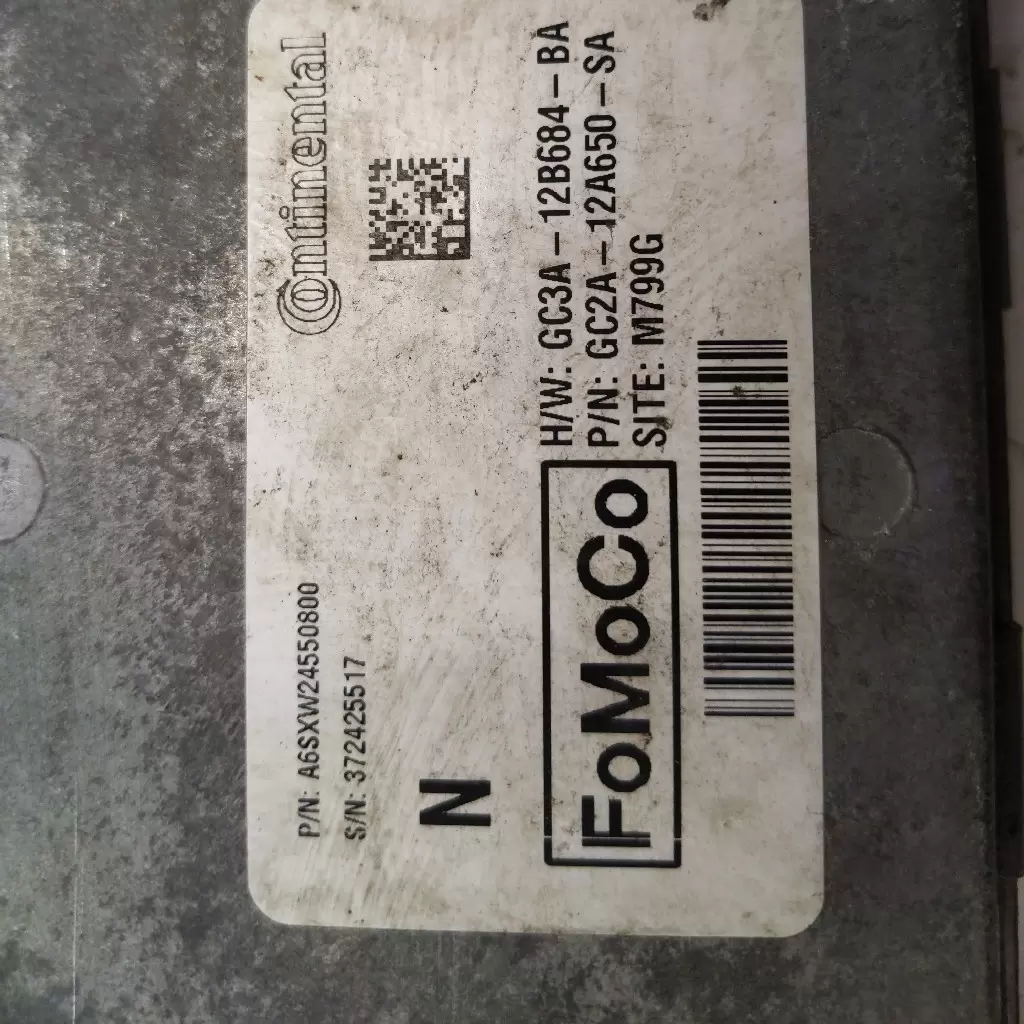 Continental
P/N: A6SXW24550800
S/N: 372425517
N
FoMoCo
H/W: GC3A-12B684-BA
P/N: GC2A-12A650-SA
SITE: M799G